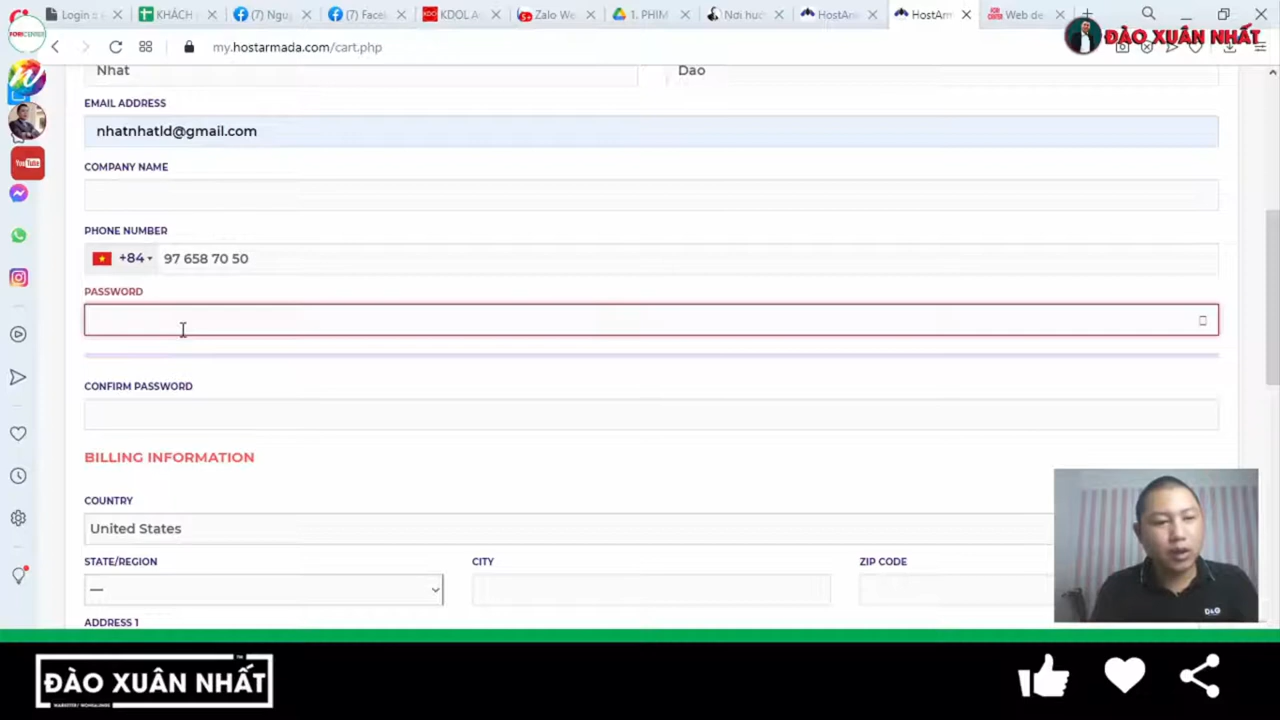 Login s
KHÁCH
(7) Ngu
(7) Face
KDOL A
Zalo We
1. PHIM
Nơi hư
HostArm
HostArm
Web de
ĐÀO XUÂN NHẤT
my.hostarmada.com/cart.php
Nhat
Dao
EMAIL ADDRESS
nhatnhatld@gmail.com
COMPANY NAME
PHONE NUMBER
+84
97 658 70 50
PASSWORD
CONFIRM PASSWORD
BILLING INFORMATION
COUNTRY
United States
STATE/REGION
CITY
ZIP CODE
—
ADDRESS 1
ĐÀO XUÂN NHẤT